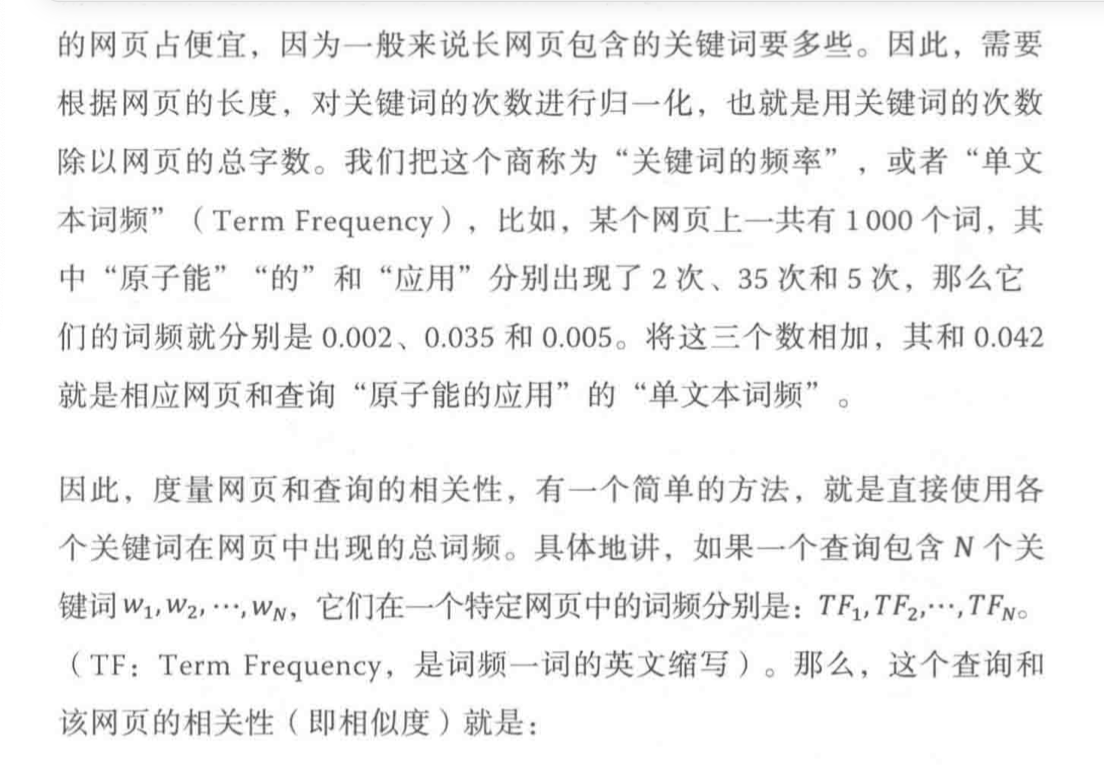 的网页占便宜，因为一般来说长网页包含的关键词要多些。因此，需要
根据网页的长度，对关键词的次数进行归一化，也就是用关键词的次数
除以网页的总字数。我们把这个商称为“关键词的频率”，或者“单文
本词频”（Term Frequency），比如，某个网页上一共有 1000 个词，其
中“原子能”“的”和“应用”分别出现了 2 次、35 次和 5 次，那么它
们的词频就分别是 0.002、0.035 和 0.005。将这三个数相加，其和 0.042
就是相应网页和查询“原子能的应用”的“单文本词频”。
因此，度量网页和查询的相关性，有一个简单的方法，就是直接使用各
个关键词在网页中出现的总词频。具体地讲，如果一个查询包含 N 个关
键词 w₁, w₂, ⋯, w_N，它们在一个特定网页中的词频分别是：TF₁, TF₂, ⋯, TF_N。
（TF：Term Frequency，是词频一词的英文缩写）。那么，这个查询和
该网页的相关性（即相似度）就是：